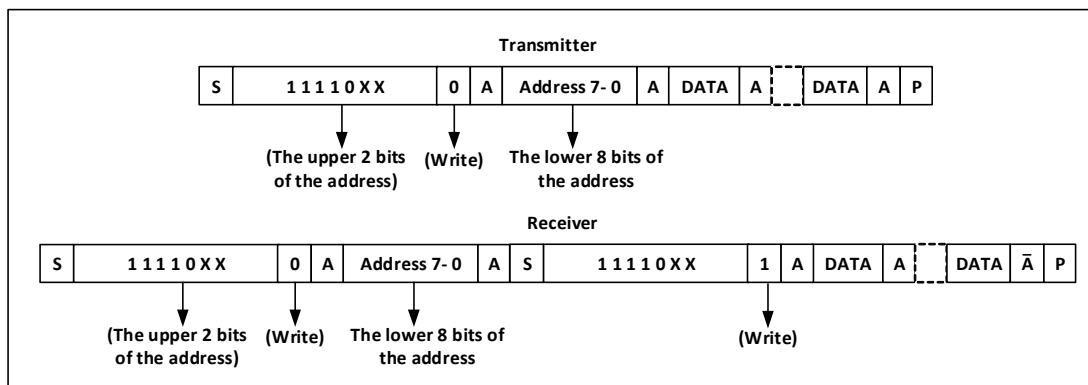 Transmitter
S 1 1 1 1 0 X X 0 A Address 7- 0 A DATA A DATA A P
(The upper 2 bits of the address) (Write) The lower 8 bits of the address
Receiver
S 1 1 1 1 0 X X 0 A Address 7- 0 A S 1 1 1 1 0 X X 1 A DATA A DATA Ā P
(The upper 2 bits of the address) (Write) The lower 8 bits of the address (Write)